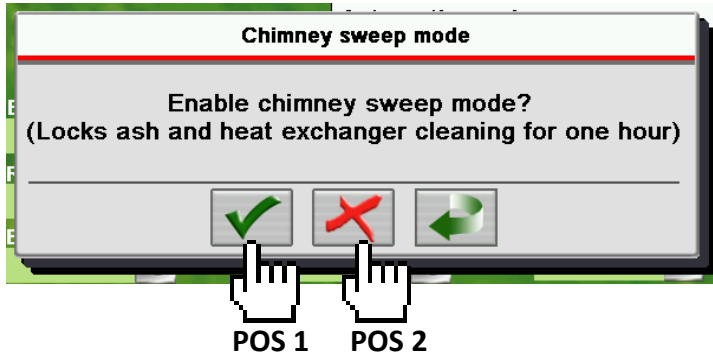 Chimney sweep mode
Enable chimney sweep mode?
(Locks ash and heat exchanger cleaning for one hour)
POS 1 POS 2